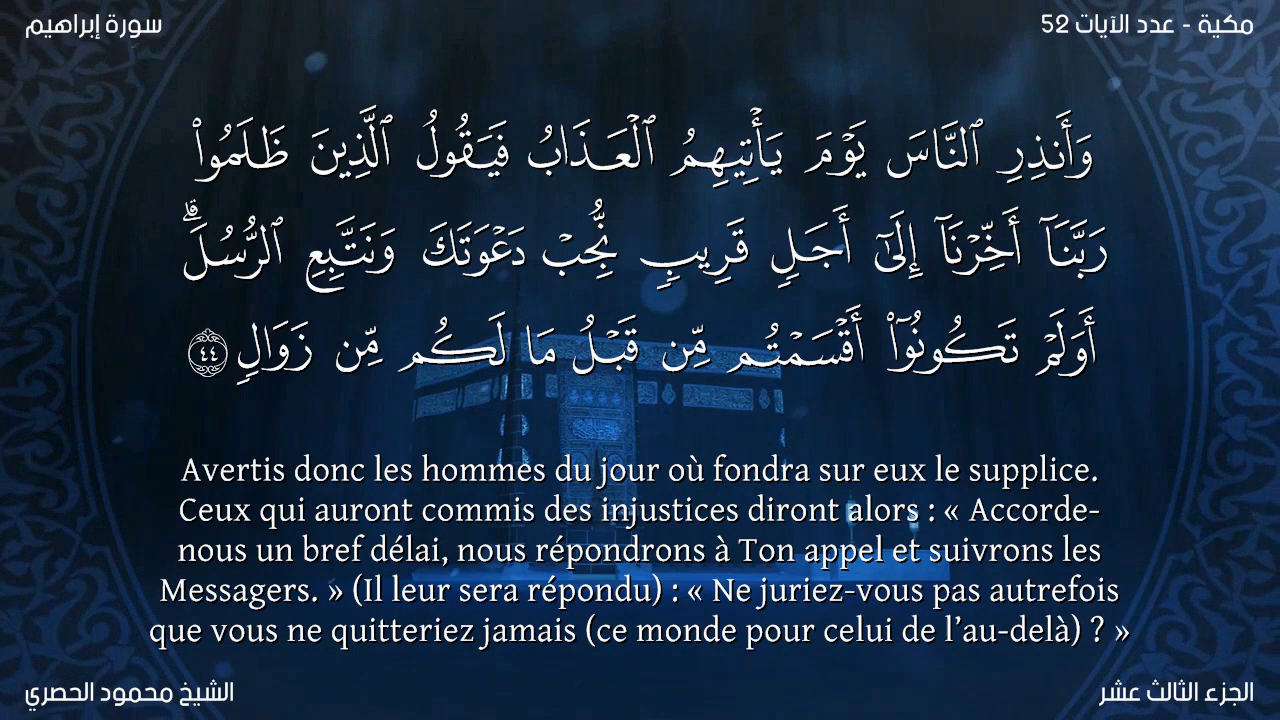 سورة إبراهيم
مكية - عدد الآيات 52
وَأَنذِرِ ٱلنَّاسَ يَوْمَ يَأْتِيهِمُ ٱلْعَذَابُ فَيَقُولُ ٱلَّذِينَ ظَلَمُوا۟
رَبَّنَآ أَخِّرْنَآ إِلَىٰٓ أَجَلٍ قَرِيبٍ نُّجِبْ دَعْوَتَكَ وَنَتَّبِعِ ٱلرُّسُلَ ۗ
أَوَلَمْ تَكُونُوٓا۟ أَقْسَمْتُم مِّن قَبْلُ مَا لَكُم مِّن زَوَالٍ ٤٤
Avertis donc les hommes du jour où fondra sur eux le supplice.
Ceux qui auront commis des injustices diront alors : « Accorde-
nous un bref délai, nous répondrons à Ton appel et suivrons les
Messagers. » (Il leur sera répondu) : « Ne juriez-vous pas autrefois
que vous ne quitteriez jamais (ce monde pour celui de l’au-delà) ? »
الشيخ محمود الحصري
الجزء الثالث عشر